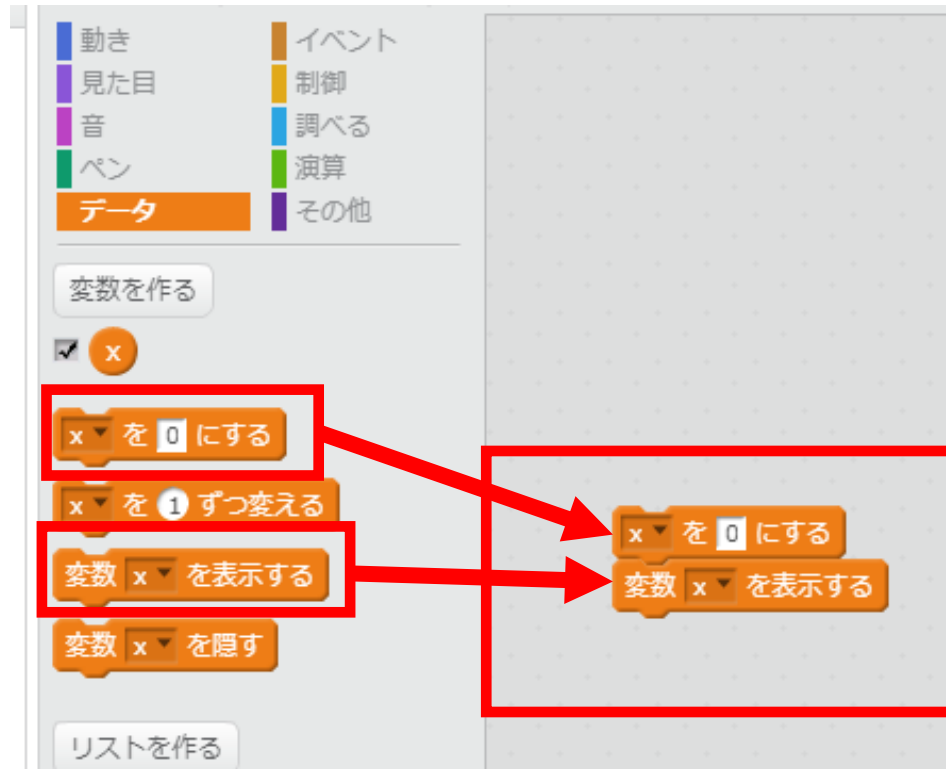 動き
イベント
見た目
制御
音
調べる
ペン
演算
データ
その他
変数を作る
x
x を 0 にする
x を 1 ずつ変える
変数 x を表示する
変数 x を隠す
リストを作る
x を 0 にする
変数 x を表示する